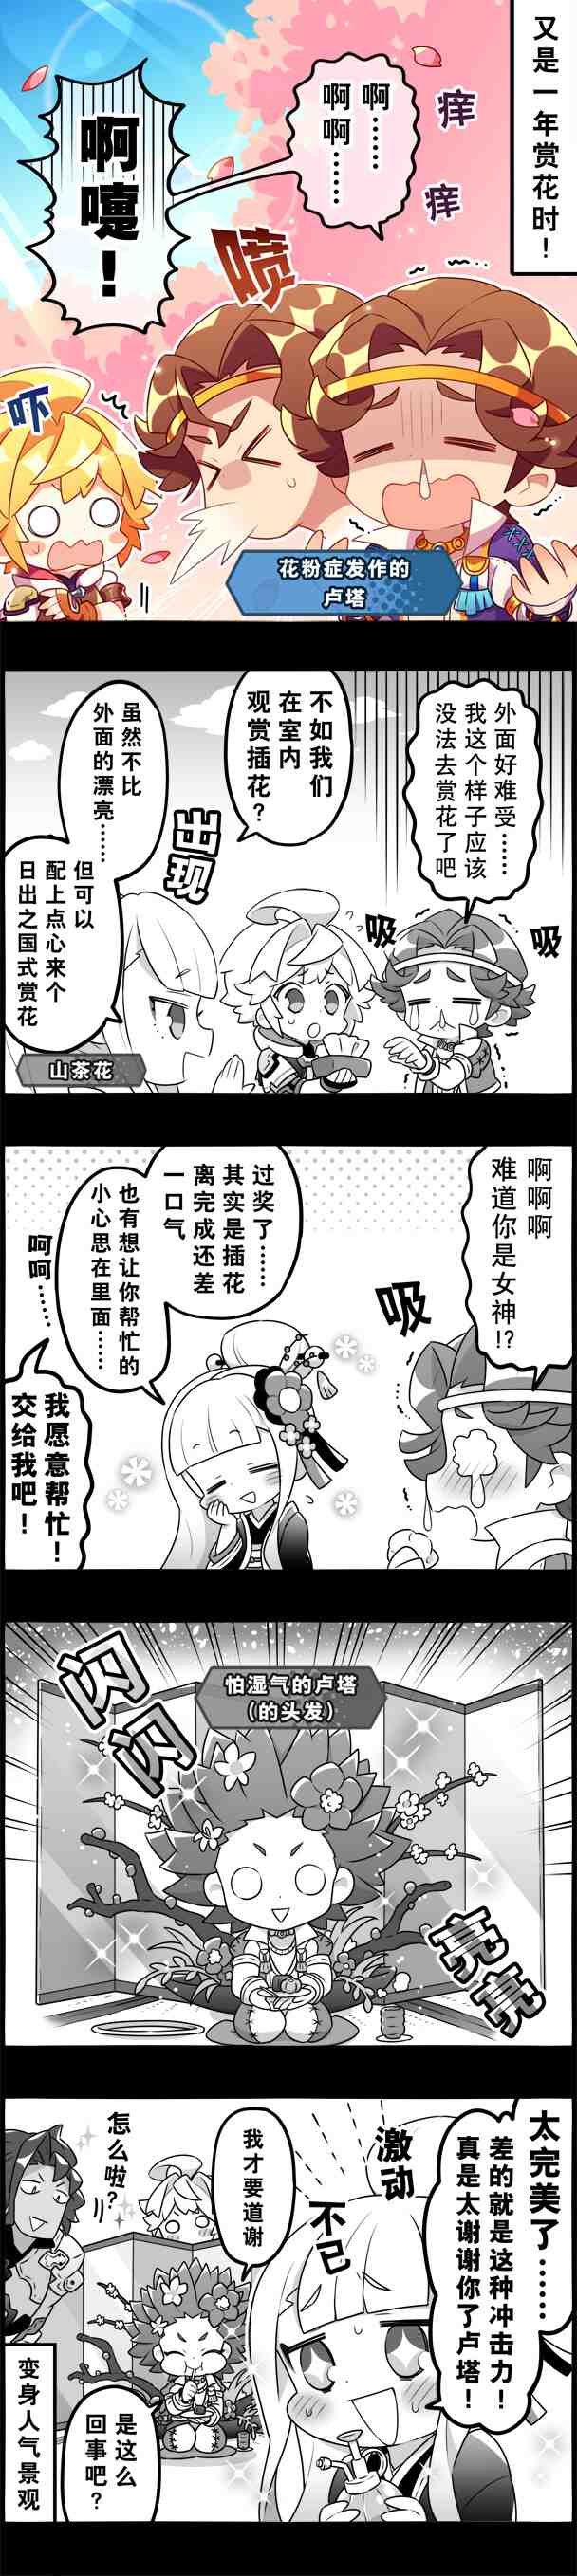 又是一年赏花时！
痒
痒
啊……
啊啊……
啊嚏！
喷
吓
花粉症发作的
卢塔
外面好难受……
我这个样子应该
没法去赏花了吧
吸
吸
不如我们
在室内
观赏插花？
出现
虽然不比
外面的漂亮……
但可以
配上点心来个
日出之国式赏花
山茶花
啊啊啊
难道你是女神!?
吸
过奖了……
其实是插花
离完成还差
一口气
也有想让你帮忙的
小心思在里面……
呵呵……
我愿意帮忙！
交给我吧！
闪闪
怕湿气的卢塔
（的头发）
亮亮
太完美了……
差的就是这种冲击力！
真是太谢谢你了卢塔！
激动
不已
我才要道谢
怎么啦？
是这么
回事吧？
变身人气景观